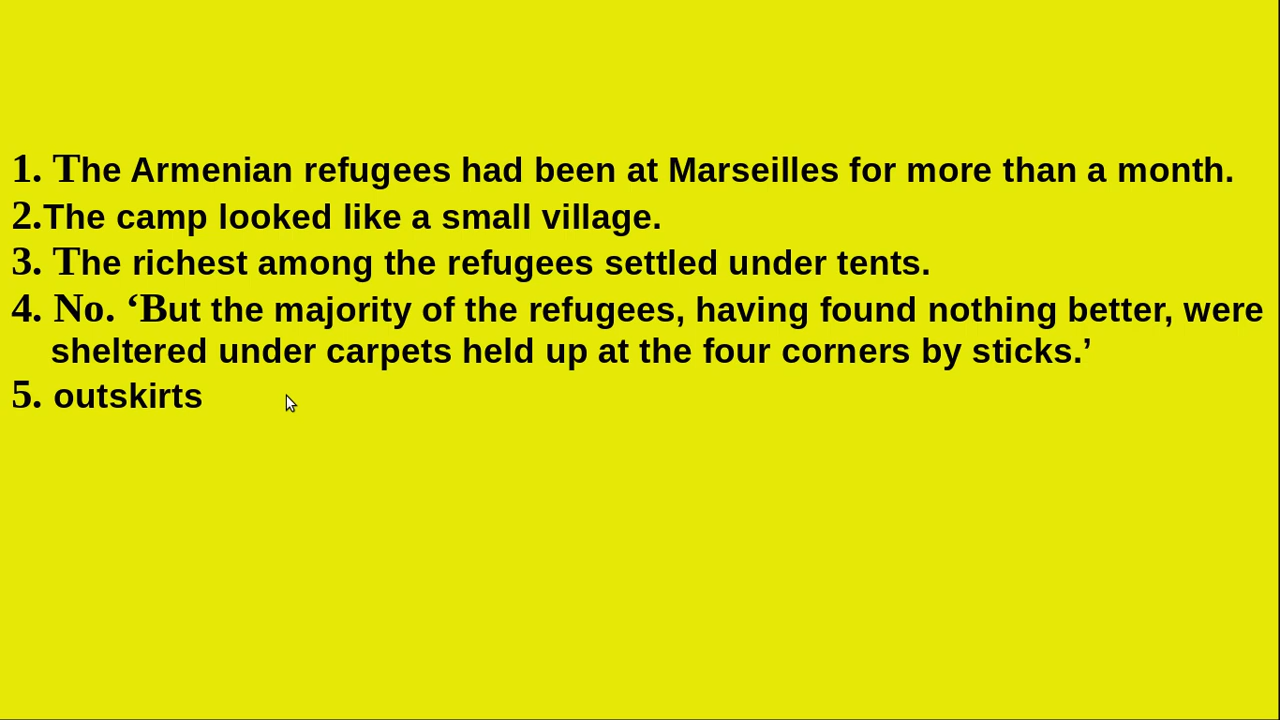 1. The Armenian refugees had been at Marseilles for more than a month.
2.The camp looked like a small village.
3. The richest among the refugees settled under tents.
4. No. ‘But the majority of the refugees, having found nothing better, were
sheltered under carpets held up at the four corners by sticks.’
5. outskirts